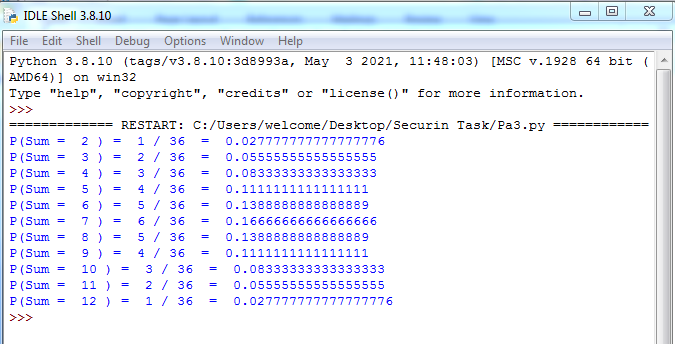 IDLE Shell 3.8.10
File Edit Shell Debug Options Window Help
Python 3.8.10 (tags/v3.8.10:3d8993a, May  3 2021, 11:48:03) [MSC v.1928 64 bit (
AMD64)] on win32
Type "help", "copyright", "credits" or "license()" for more information.
>>>
============= RESTART: C:/Users/welcome/Desktop/Securin Task/Pa3.py ============
P(Sum =  2 ) =  1 / 36  =  0.027777777777777776
P(Sum =  3 ) =  2 / 36  =  0.05555555555555555
P(Sum =  4 ) =  3 / 36  =  0.08333333333333333
P(Sum =  5 ) =  4 / 36  =  0.1111111111111111
P(Sum =  6 ) =  5 / 36  =  0.1388888888888889
P(Sum =  7 ) =  6 / 36  =  0.16666666666666666
P(Sum =  8 ) =  5 / 36  =  0.1388888888888889
P(Sum =  9 ) =  4 / 36  =  0.1111111111111111
P(Sum =  10 ) =  3 / 36  =  0.08333333333333333
P(Sum =  11 ) =  2 / 36  =  0.05555555555555555
P(Sum =  12 ) =  1 / 36  =  0.027777777777777776
>>>